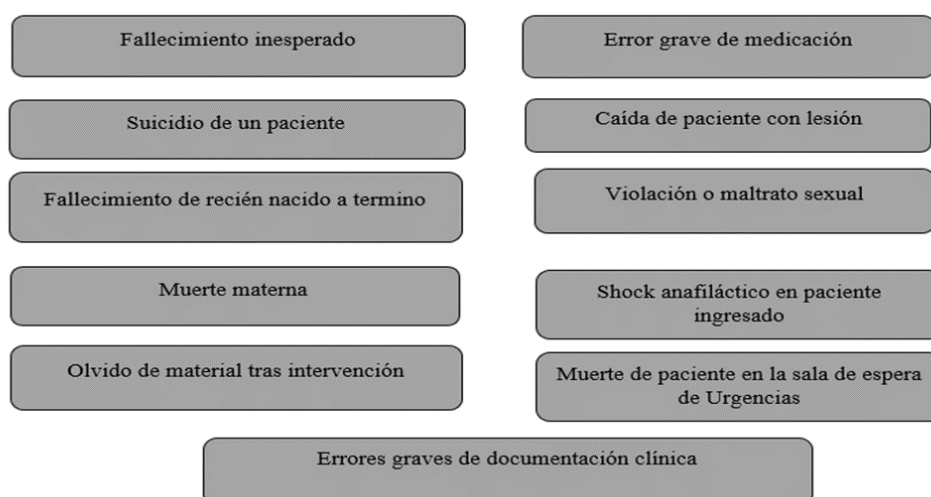 Fallecimiento inesperado
Error grave de medicación
Suicidio de un paciente
Caída de paciente con lesión
Fallecimiento de recién nacido a termino
Violación o maltrato sexual
Muerte materna
Shock anafiláctico en paciente
ingresado
Olvido de material tras intervención
Muerte de paciente en la sala de espera
de Urgencias
Errores graves de documentación clínica